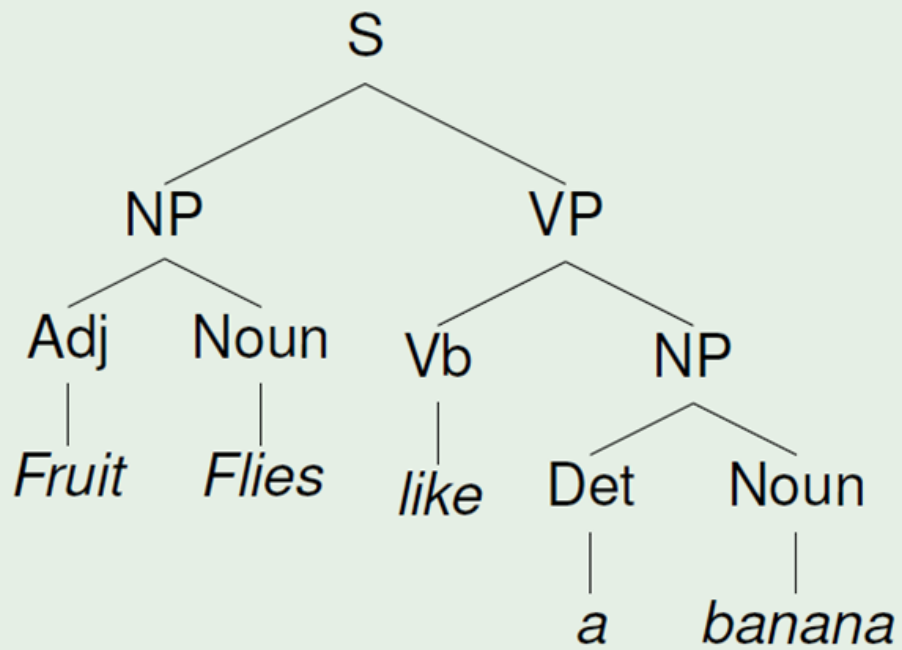 S
NP VP
Adj Noun Vb NP
Fruit Flies like Det Noun
a banana